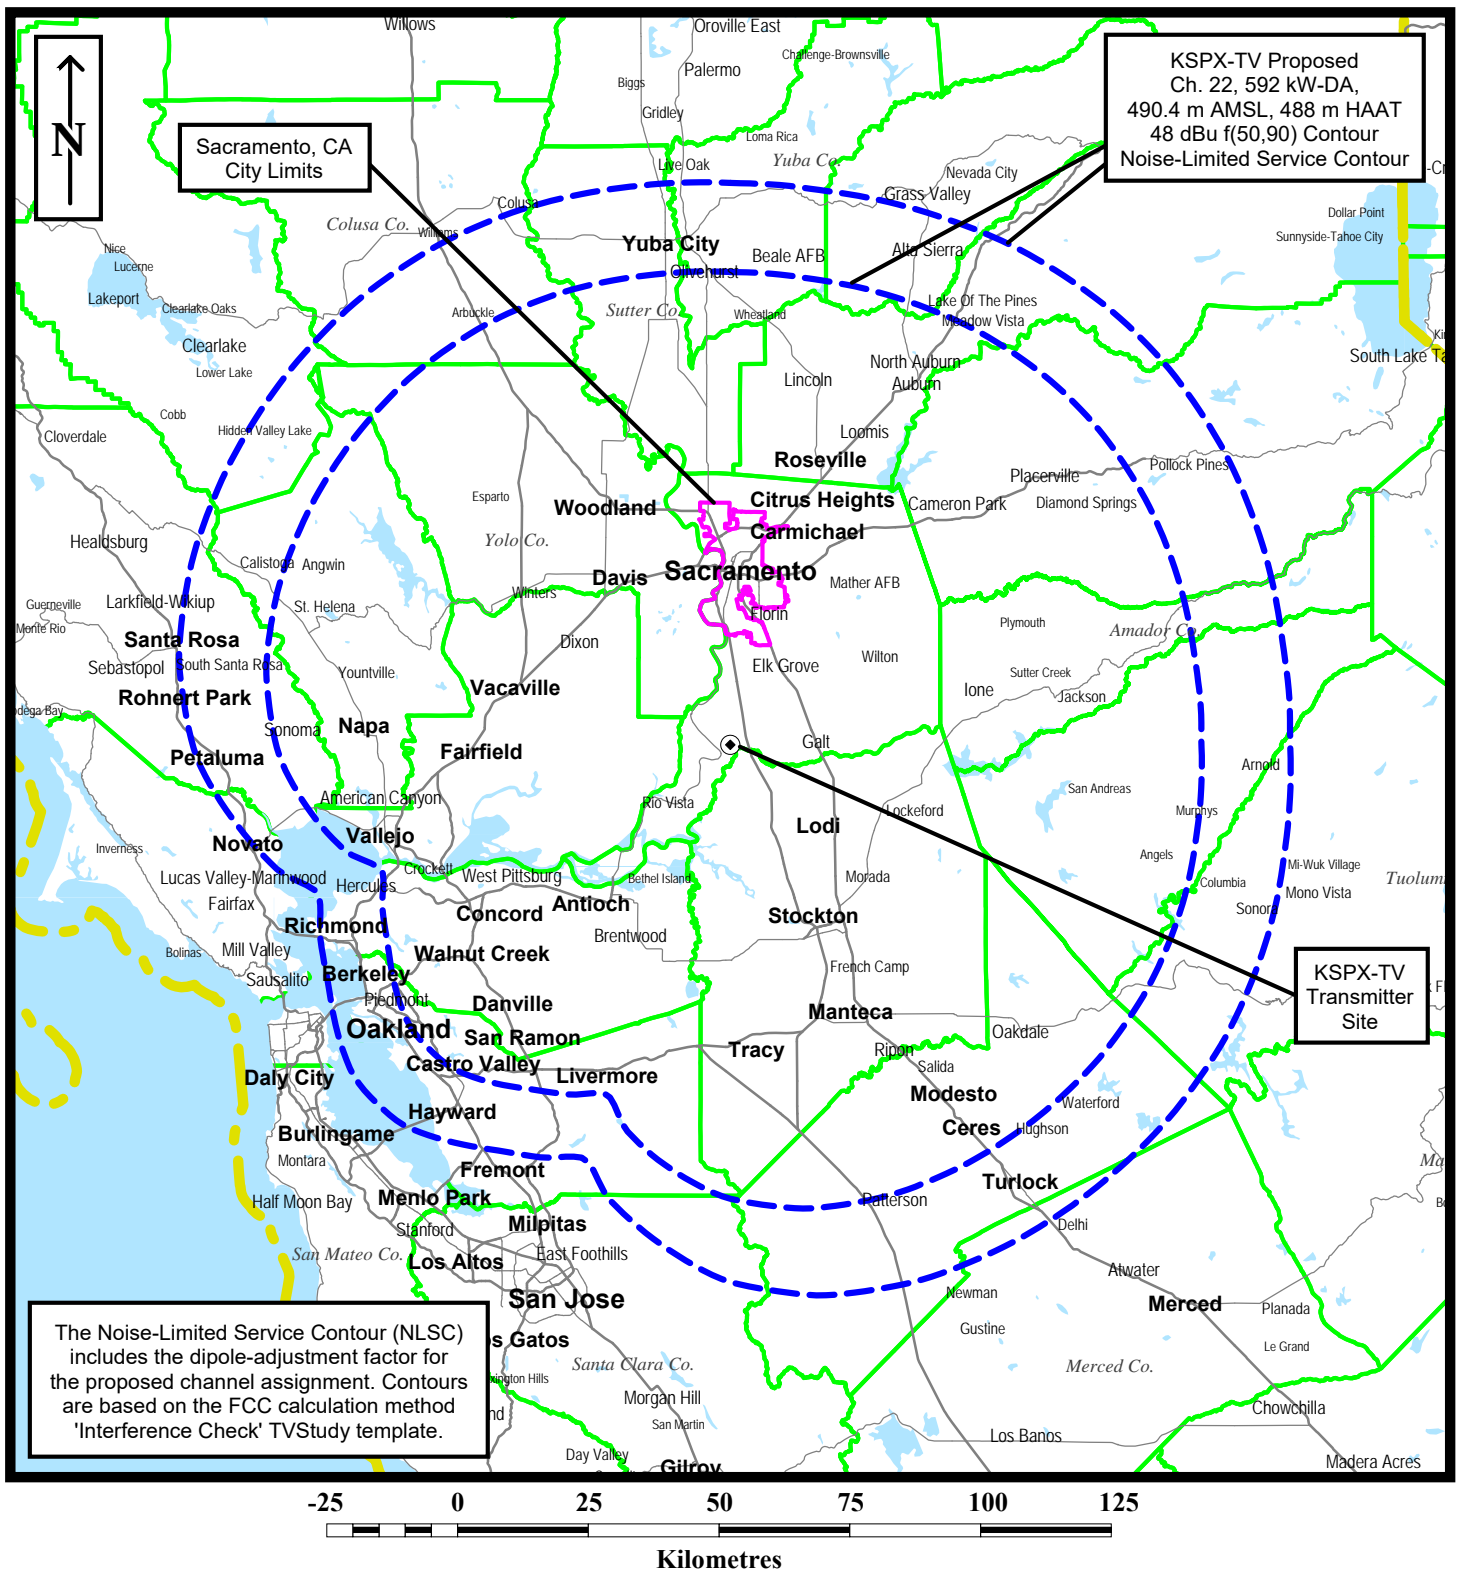 Willows
Oroville East
Challenge-Brownsville
Palermo
Biggs
Gridley
Loma Rica
Yuba Co.
Live Oak
Nevada City
Grass Valley
N
Sacramento, CA
City Limits
KSPX-TV Proposed
Ch. 22, 592 kW-DA,
490.4 m AMSL, 488 m HAAT
48 dBu f(50,90) Contour
Noise-Limited Service Contour
-Cr
Dollar Point
Sunnyside-Tahoe City
Colusa
Colusa Co.
Williams
Yuba City
Beale AFB
Alta Sierra
Olivehurst
Nice
Lucerne
Lakeport
Clearlake Oaks
Arbuckle
Sutter Co.
Wheatland
Lake Of The Pines
Meadow Vista
Kin
Clearlake
Lower Lake
South Lake Ta
North Auburn
Auburn
Lincoln
Cobb
Hidden Valley Lake
Cloverdale
Loomis
Roseville
Placerville
Pollock Pines
Esparto
Woodland
Citrus Heights
Cameron Park
Diamond Springs
Carmichael
Healdsburg
Yolo Co.
Calistoga
Angwin
Davis
Sacramento
Mather AFB
Winters
Guerneville
Larkfield-Wikiup
St. Helena
Florin
Monte Rio
Santa Rosa
Dixon
Plymouth
Amador Co.
Sebastopol
South Santa Rosa
Yountville
Elk Grove
Wilton
Sutter Creek
Ione
Jackson
Rohnert Park
Vacaville
odega Bay
Sonoma
Napa
Fairfield
Galt
Petaluma
Arnold
American Canyon
Rio Vista
San Andreas
Lockeford
Murphys
Novato
Vallejo
Lodi
Inverness
Angels
Mi-Wuk Village
Crockett
West Pittsburg
Bethel Island
Morada
Columbia
Mono Vista
Tuolum
Lucas Valley-Marinwood
Hercules
Fairfax
Richmond
Concord
Antioch
Stockton
Sonora
Brentwood
Bolinas
Mill Valley
Walnut Creek
French Camp
Sausalito
Berkeley
Piedmont
Danville
KSPX-TV
Transmitter
Site
k Fl
Oakland
San Ramon
Manteca
Oakdale
Castro Valley
Tracy
Ripon
Salida
Daly City
Livermore
Modesto
Waterford
Hayward
Ceres
Hughson
Burlingame
Montara
Fremont
Turlock
Ma
Half Moon Bay
Menlo Park
Patterson
Bo
Stanford
Milpitas
Delhi
San Mateo Co.
Los Altos
East Foothills
Atwater
San Jose
Newman
Merced
Planada
Gustine
Le Grand
os Gatos
Santa Clara Co.
Merced Co.
xington Hills
Morgan Hill
nd
San Martin
Chowchilla
Los Banos
Day Valley
Gilroy
Madera Acres
The Noise-Limited Service Contour (NLSC)
includes the dipole-adjustment factor for
the proposed channel assignment. Contours
are based on the FCC calculation method
'Interference Check' TVStudy template.
-25 0 25 50 75 100 125
Kilometres